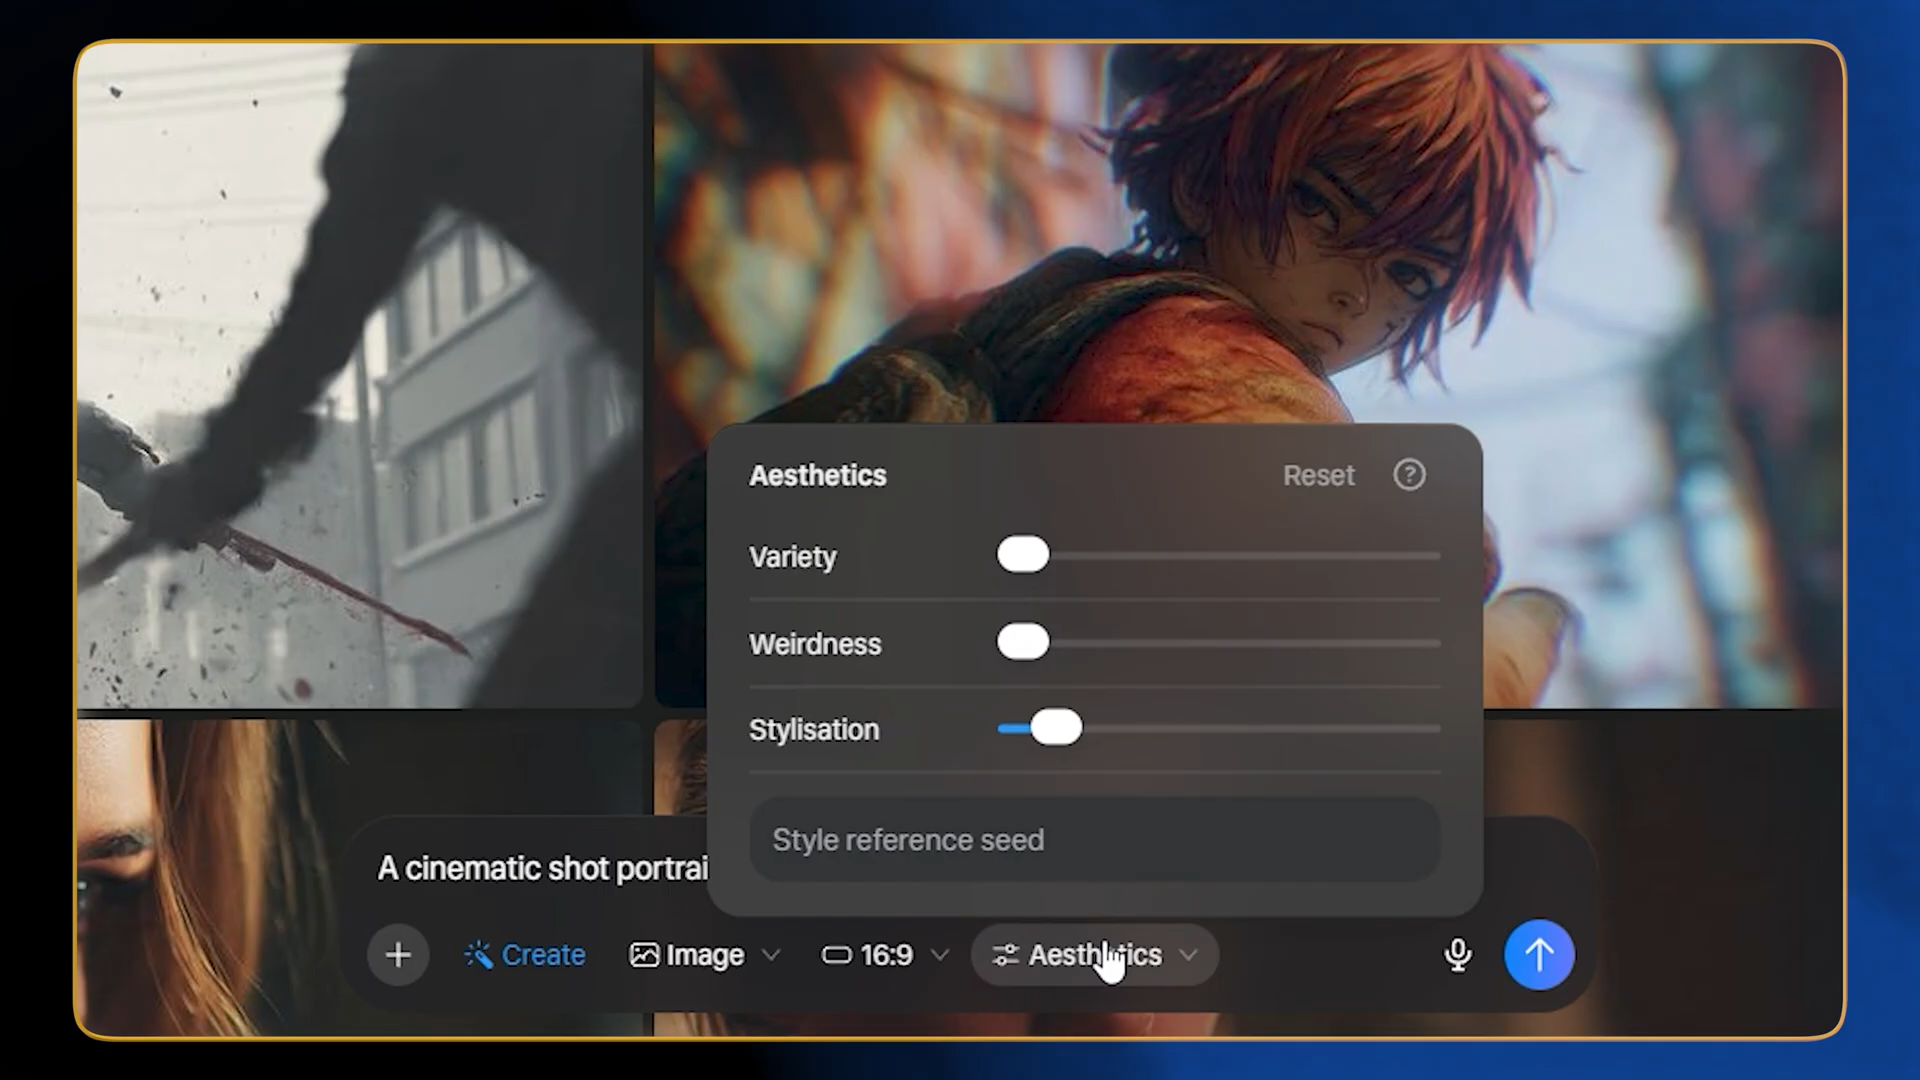 Aesthetics Reset ?
Variety
Weirdness
Stylisation
Style reference seed
A cinematic shot portrai
+ Create Image 16:9 Aesthetics